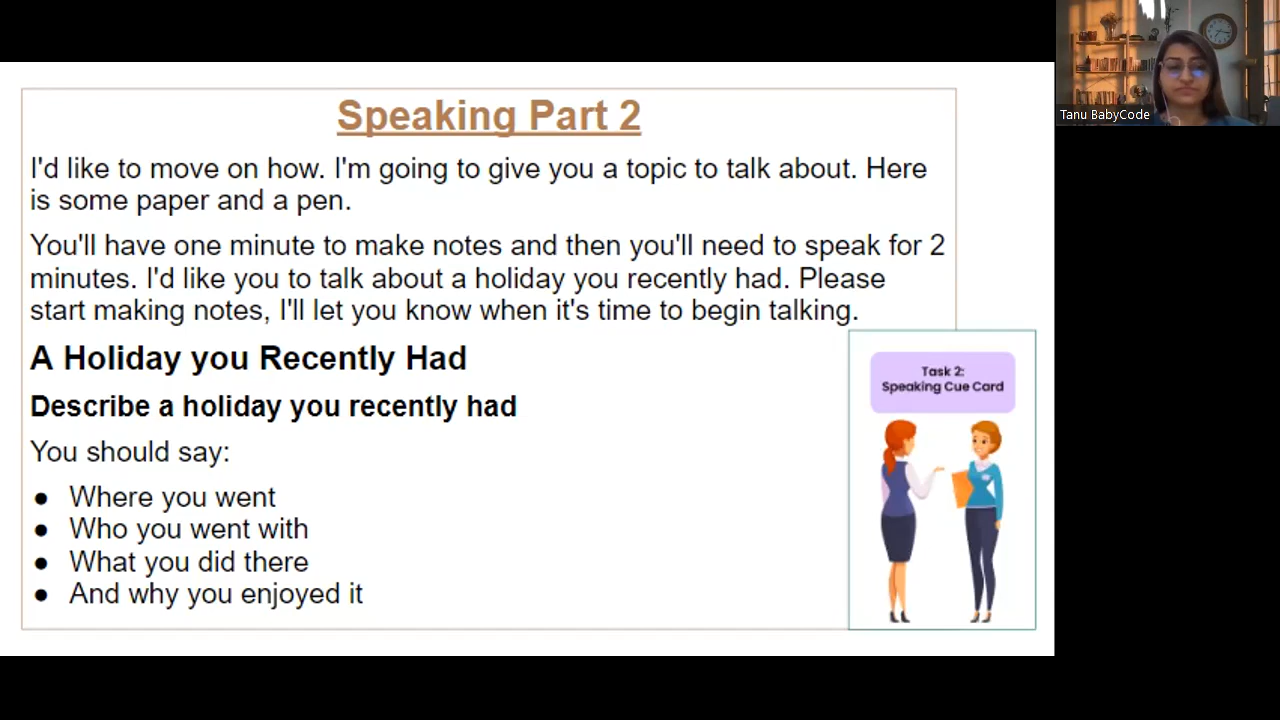 Speaking Part 2
I'd like to move on how. I'm going to give you a topic to talk about. Here
is some paper and a pen.
You'll have one minute to make notes and then you'll need to speak for 2
minutes. I'd like you to talk about a holiday you recently had. Please
start making notes, I'll let you know when it's time to begin talking.
A Holiday you Recently Had
Describe a holiday you recently had
You should say:
● Where you went
● Who you went with
● What you did there
● And why you enjoyed it
Task 2:
Speaking Cue Card
Tanu BabyCode